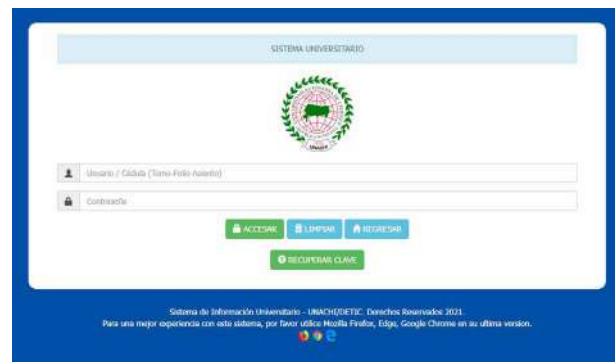 SISTEMA UNIVERSITARIO
Unachi
Usuario / Cédula (Tomo-Folio-Asiento)
Contraseña
ACCESAR LIMPIAR REGRESAR
RECUPERAR CLAVE
Sistema de Información Universitario - UNACHI/DETIC. Derechos Reservados 2021.
Para una mejor experiencia con este sistema, por favor utilice Mozilla Firefox, Edge, Google Chrome en su ultima version.